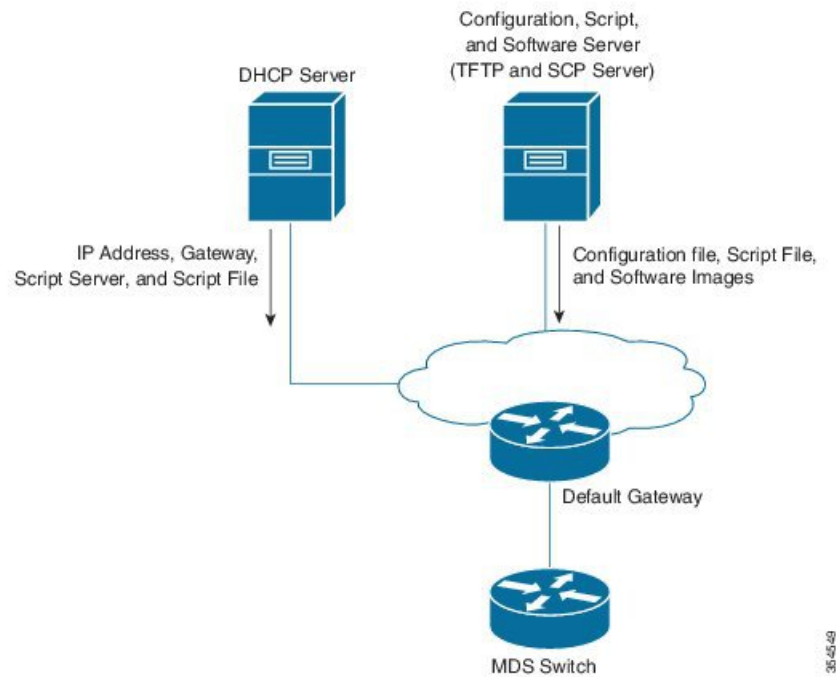 Configuration, Script,
and Software Server
(TFTP and SCP Server)
DHCP Server
IP Address, Gateway,
Script Server, and Script File
Configuration file, Script File,
and Software Images
Default Gateway
MDS Switch
354549